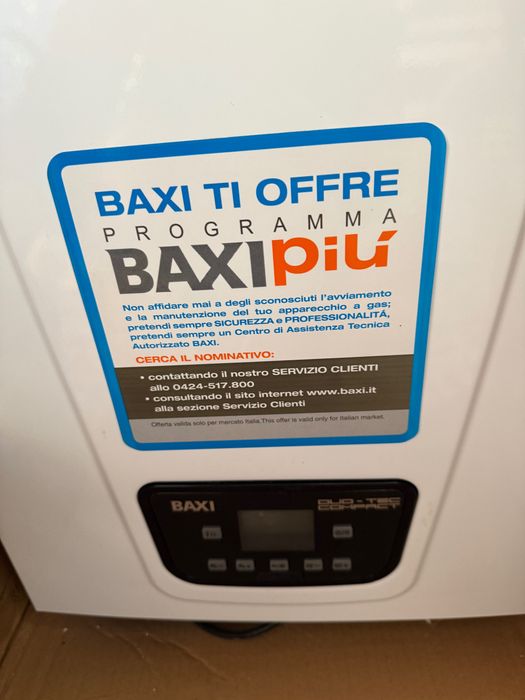 BAXI TI OFFRE
PROGRAMMA
BAXI più
Non affidare mai a degli sconosciuti l'avviamento
e la manutenzione del tuo apparecchio a gas;
pretendi sempre SICUREZZA e PROFESSIONALITÁ,
pretendi sempre un Centro di Assistenza Tecnica
Autorizzato BAXI.
CERCA IL NOMINATIVO:
• contattando il nostro SERVIZIO CLIENTI
allo 0424-517.800
• consultando il sito internet www.baxi.it
alla sezione Servizio Clienti
Offerta valida solo per mercato Italia.This offer is valid only for Italian market.
BAXI
DUO-TEC
COMPACT